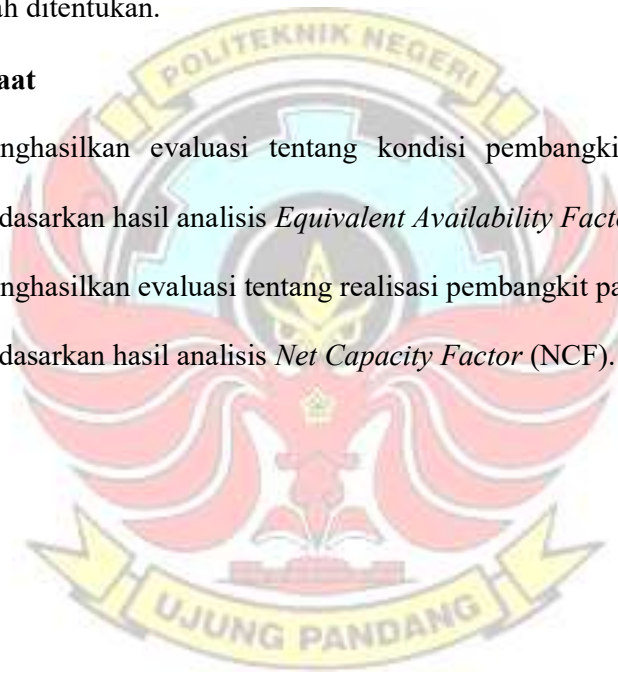 ah ditentukan.
POLITEKNIK NEGERI
aat
nghasilkan evaluasi tentang kondisi pembangki
dasarkan hasil analisis Equivalent Availability Facto
nghasilkan evaluasi tentang realisasi pembangkit pa
dasarkan hasil analisis Net Capacity Factor (NCF).
UJUNG PANDANG